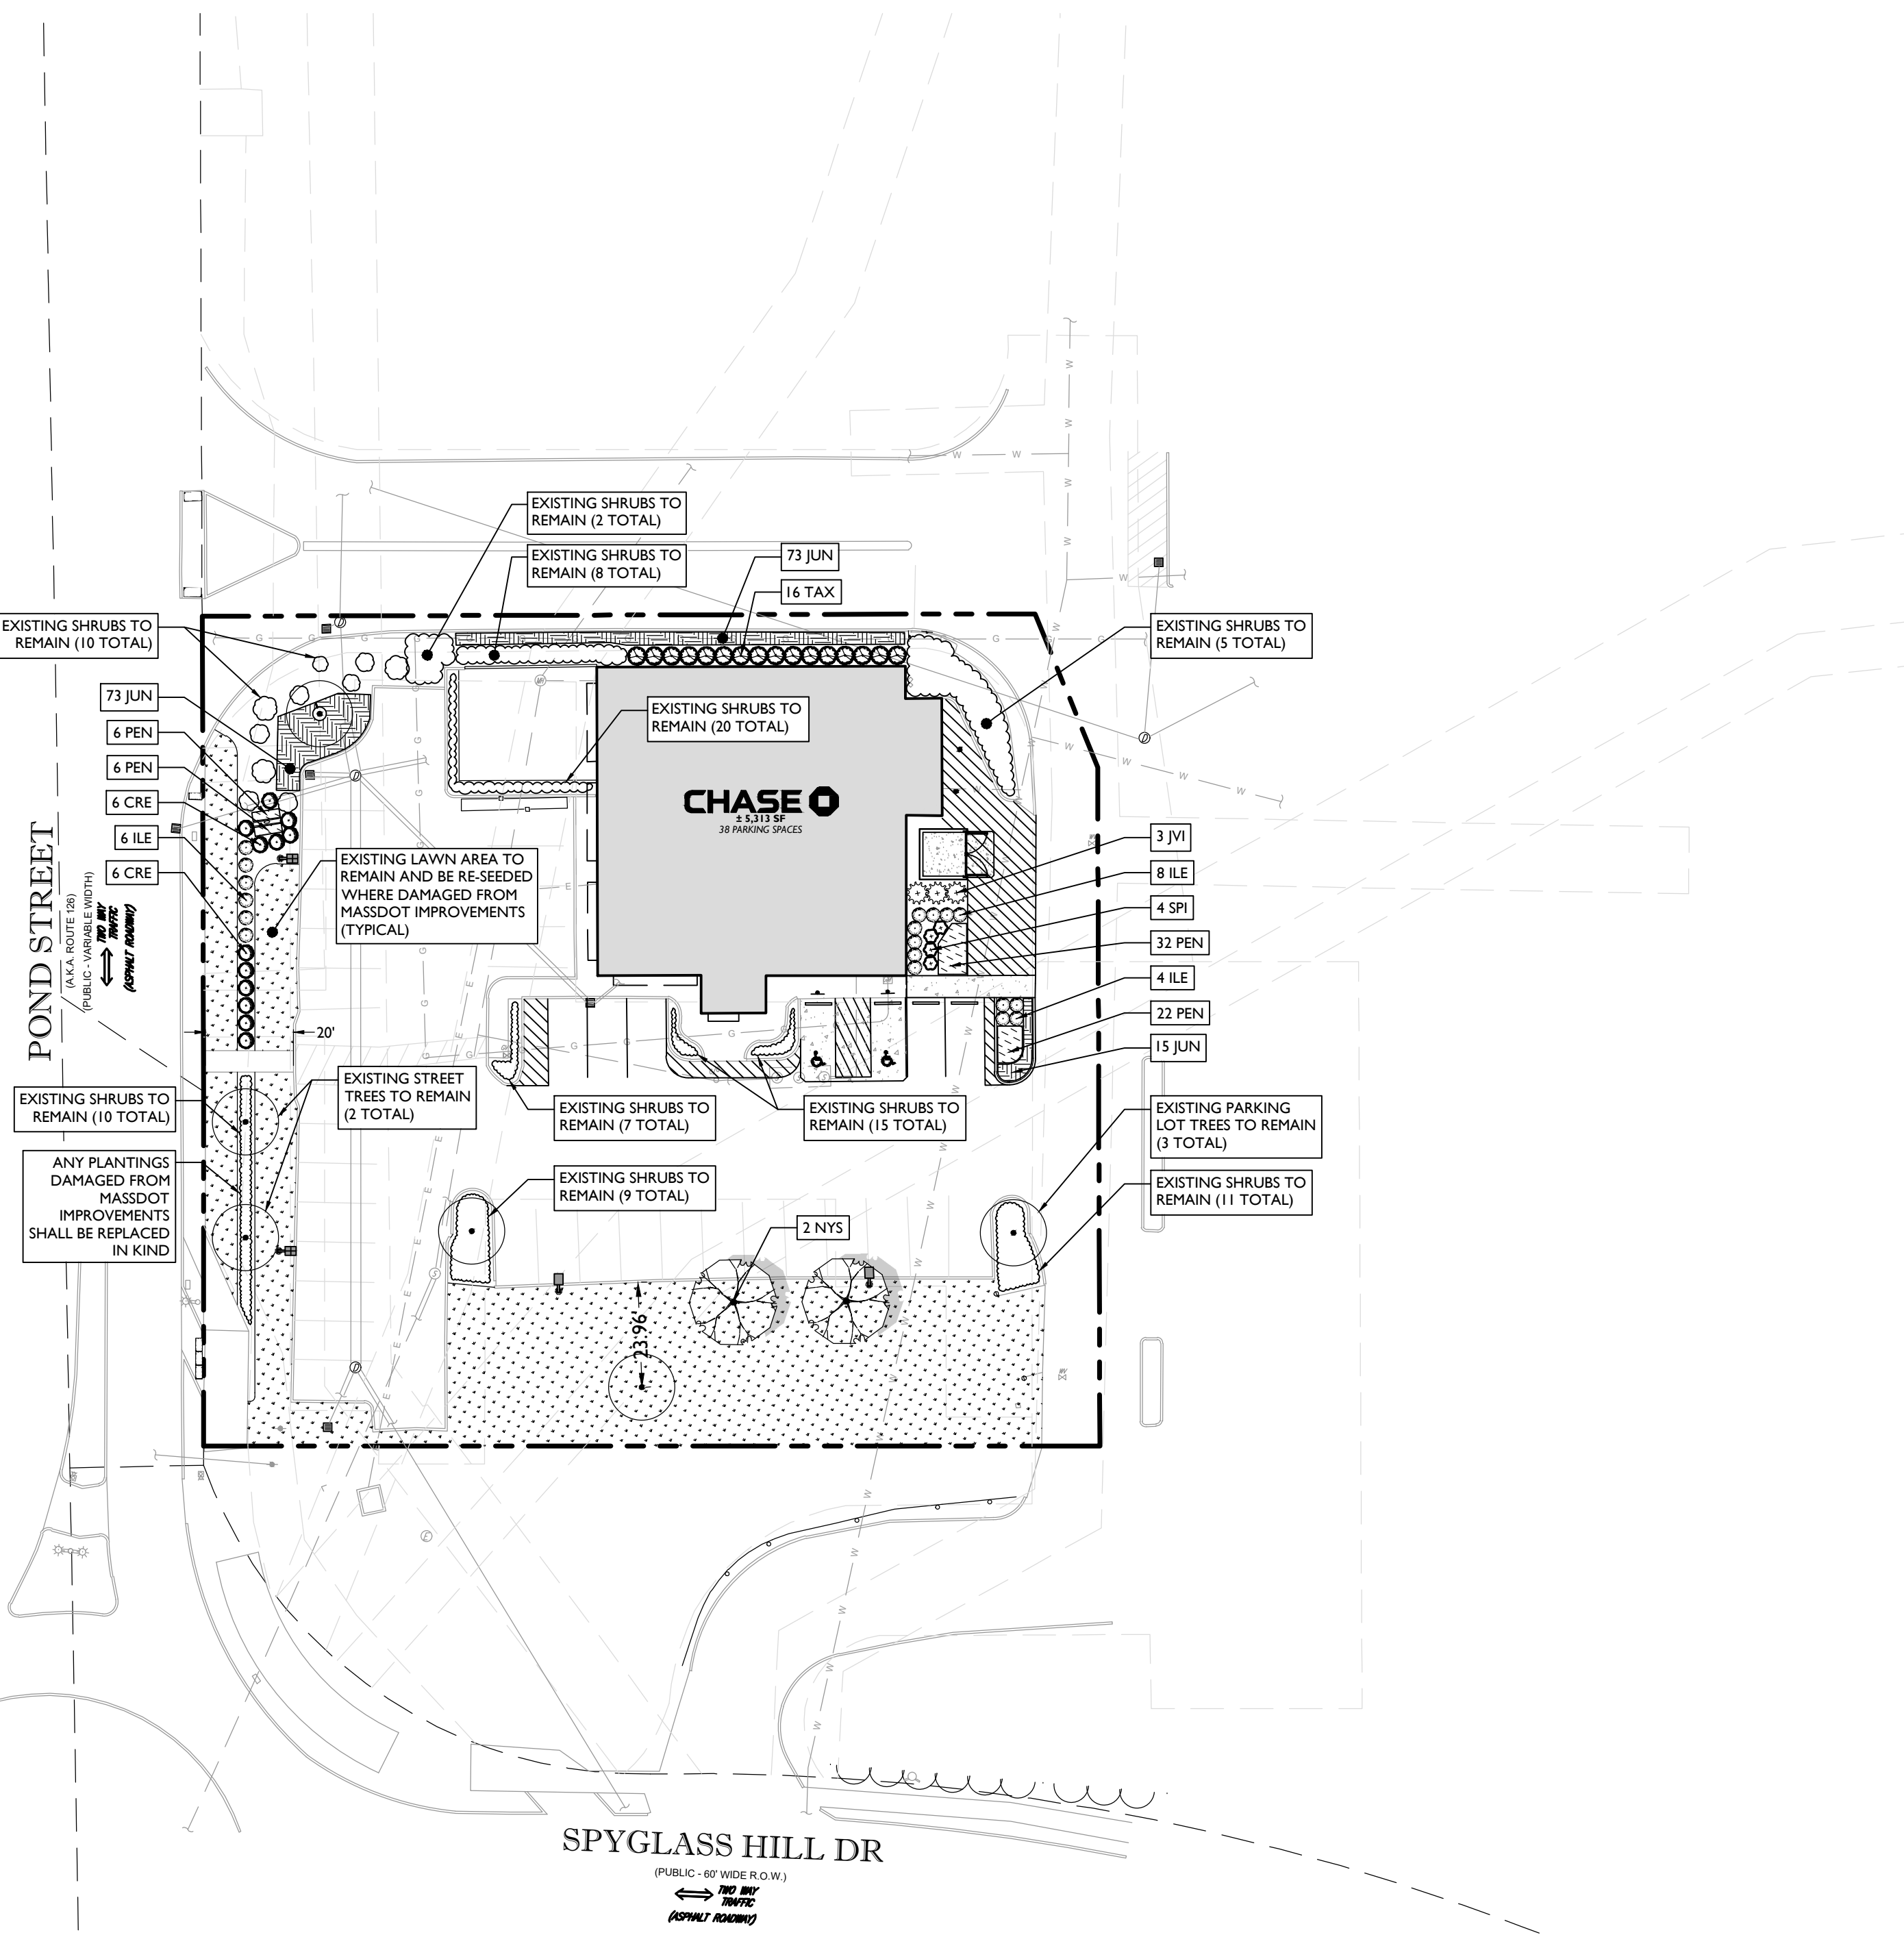 EXISTING SHRUBS TO
REMAIN (2 TOTAL)
EXISTING SHRUBS TO
REMAIN (8 TOTAL)
73 JUN
16 TAX
EXISTING SHRUBS TO
REMAIN (10 TOTAL)
EXISTING SHRUBS TO
REMAIN (5 TOTAL)
73 JUN
6 PEN
6 PEN
6 CRE
6 ILE
6 CRE
EXISTING SHRUBS TO
REMAIN (20 TOTAL)
CHASE
± 5,313 SF
38 PARKING SPACES
EXISTING LAWN AREA TO
REMAIN AND BE RE-SEEDED
WHERE DAMAGED FROM
MASSDOT IMPROVEMENTS
(TYPICAL)
3 JVI
8 ILE
4 SPI
32 PEN
4 ILE
22 PEN
15 JUN
POND STREET
(A.K.A. ROUTE 126)
(PUBLIC - VARIABLE WIDTH)
TWO WAY
TRAFFIC
(ASPHALT ROADWAY)
20'
EXISTING SHRUBS TO
REMAIN (10 TOTAL)
EXISTING STREET
TREES TO REMAIN
(2 TOTAL)
EXISTING SHRUBS TO
REMAIN (7 TOTAL)
EXISTING SHRUBS TO
REMAIN (15 TOTAL)
EXISTING PARKING
LOT TREES TO REMAIN
(3 TOTAL)
ANY PLANTINGS
DAMAGED FROM
MASSDOT
IMPROVEMENTS
SHALL BE REPLACED
IN KIND
EXISTING SHRUBS TO
REMAIN (9 TOTAL)
EXISTING SHRUBS TO
REMAIN (11 TOTAL)
2 NYS
23.96'
SPYGLASS HILL DR
(PUBLIC - 60' WIDE R.O.W.)
TWO WAY
TRAFFIC
(ASPHALT ROADWAY)